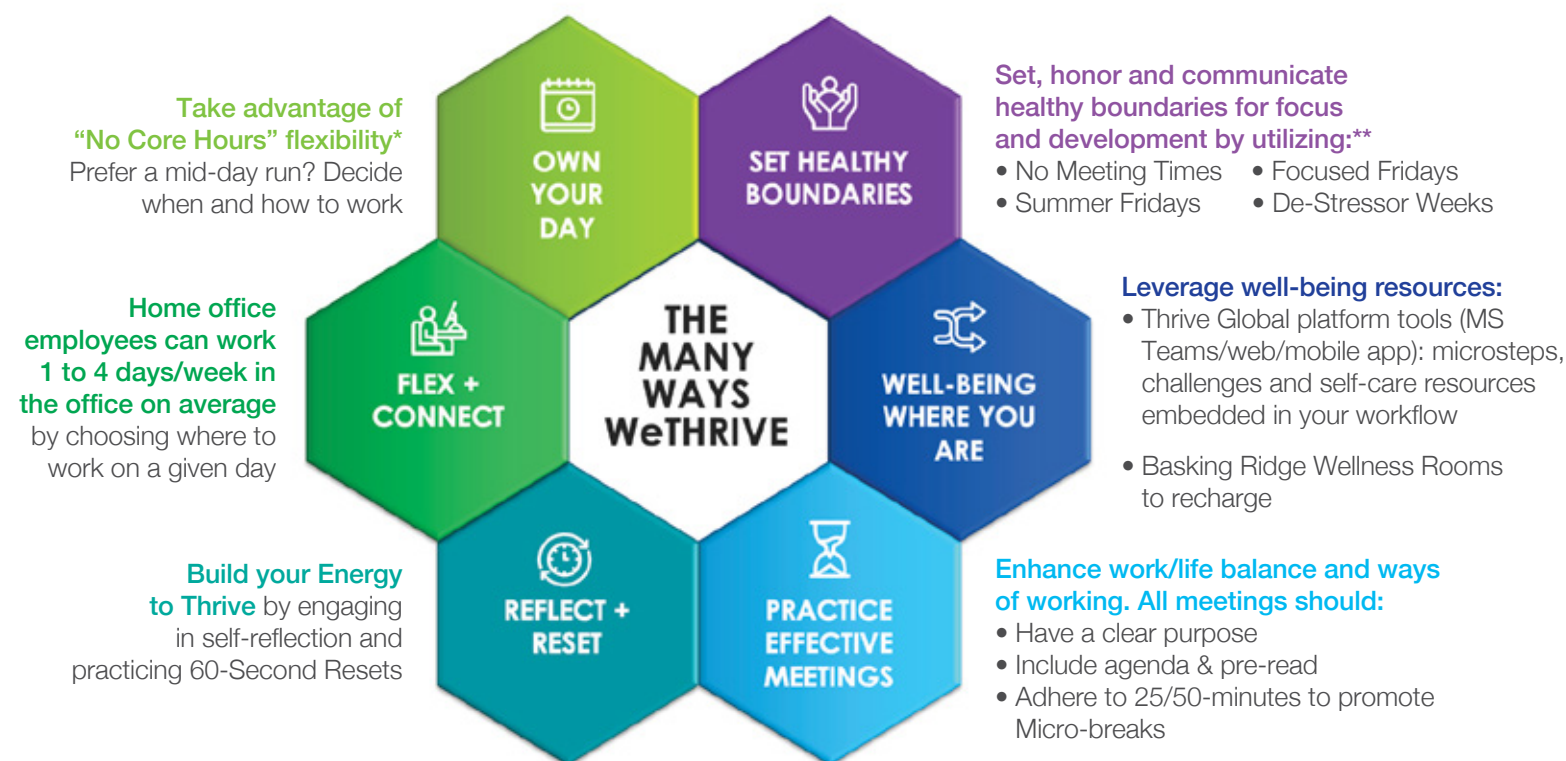 Take advantage of
“No Core Hours” flexibility*
Prefer a mid-day run? Decide
when and how to work
OWN
YOUR
DAY
SET HEALTHY
BOUNDARIES
Set, honor and communicate
healthy boundaries for focus
and development by utilizing:**
• No Meeting Times • Focused Fridays
• Summer Fridays • De-Stressor Weeks
Home office
employees can work
1 to 4 days/week in
the office on average
by choosing where to
work on a given day
FLEX +
CONNECT
THE
MANY
WAYS
WeTHRIVE
WELL-BEING
WHERE YOU
ARE
Leverage well-being resources:
• Thrive Global platform tools (MS
Teams/web/mobile app): microsteps,
challenges and self-care resources
embedded in your workflow
• Basking Ridge Wellness Rooms
to recharge
Build your Energy
to Thrive by engaging
in self-reflection and
practicing 60-Second Resets
REFLECT +
RESET
PRACTICE
EFFECTIVE
MEETINGS
Enhance work/life balance and ways
of working. All meetings should:
• Have a clear purpose
• Include agenda & pre-read
• Adhere to 25/50-minutes to promote
Micro-breaks